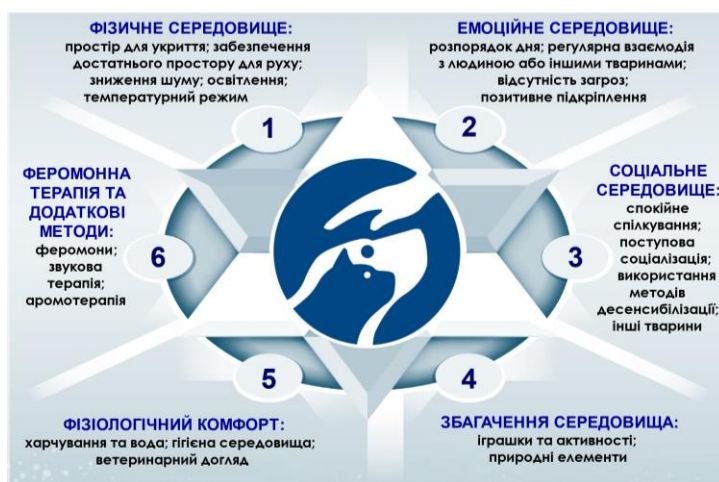 ФІЗИЧНЕ СЕРЕДОВИЩЕ:
простір для укриття; забезпечення
достатнього простору для руху;
зниження шуму; освітлення;
температурний режим
1
ЕМОЦІЙНЕ СЕРЕДОВИЩЕ:
розпорядок дня; регулярна взаємодія
з людиною або іншими тваринами;
відсутність загроз;
позитивне підкріплення
2
СОЦІАЛЬНЕ
СЕРЕДОВИЩЕ:
спокійне
спілкування;
поступова
соціалізація;
використання
методів
десенсибілізації;
інші тварини
3
ЗБАГАЧЕННЯ СЕРЕДОВИЩА:
іграшки та активності;
природні елементи
4
ФІЗІОЛОГІЧНИЙ КОМФОРТ:
харчування та вода; гігієна середовища;
ветеринарний догляд
5
ФЕРОМОННА
ТЕРАПІЯ ТА
ДОДАТКОВІ
МЕТОДИ:
феромони;
звукова
терапія;
аромотерапія
6